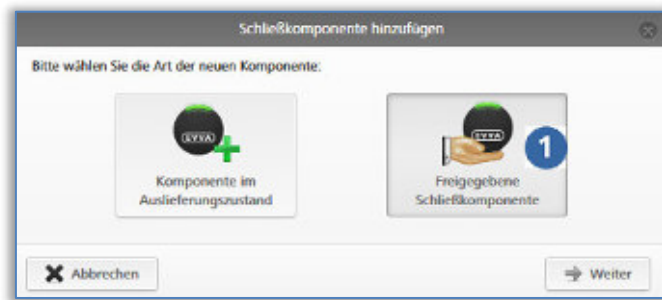 Schließkomponente hinzufügen
Bitte wählen Sie die Art der neuen Komponente:
EVVA
EVVA
1
Komponente im
Auslieferungszustand
Freigegebene
Schließkomponente
Abbrechen
Weiter